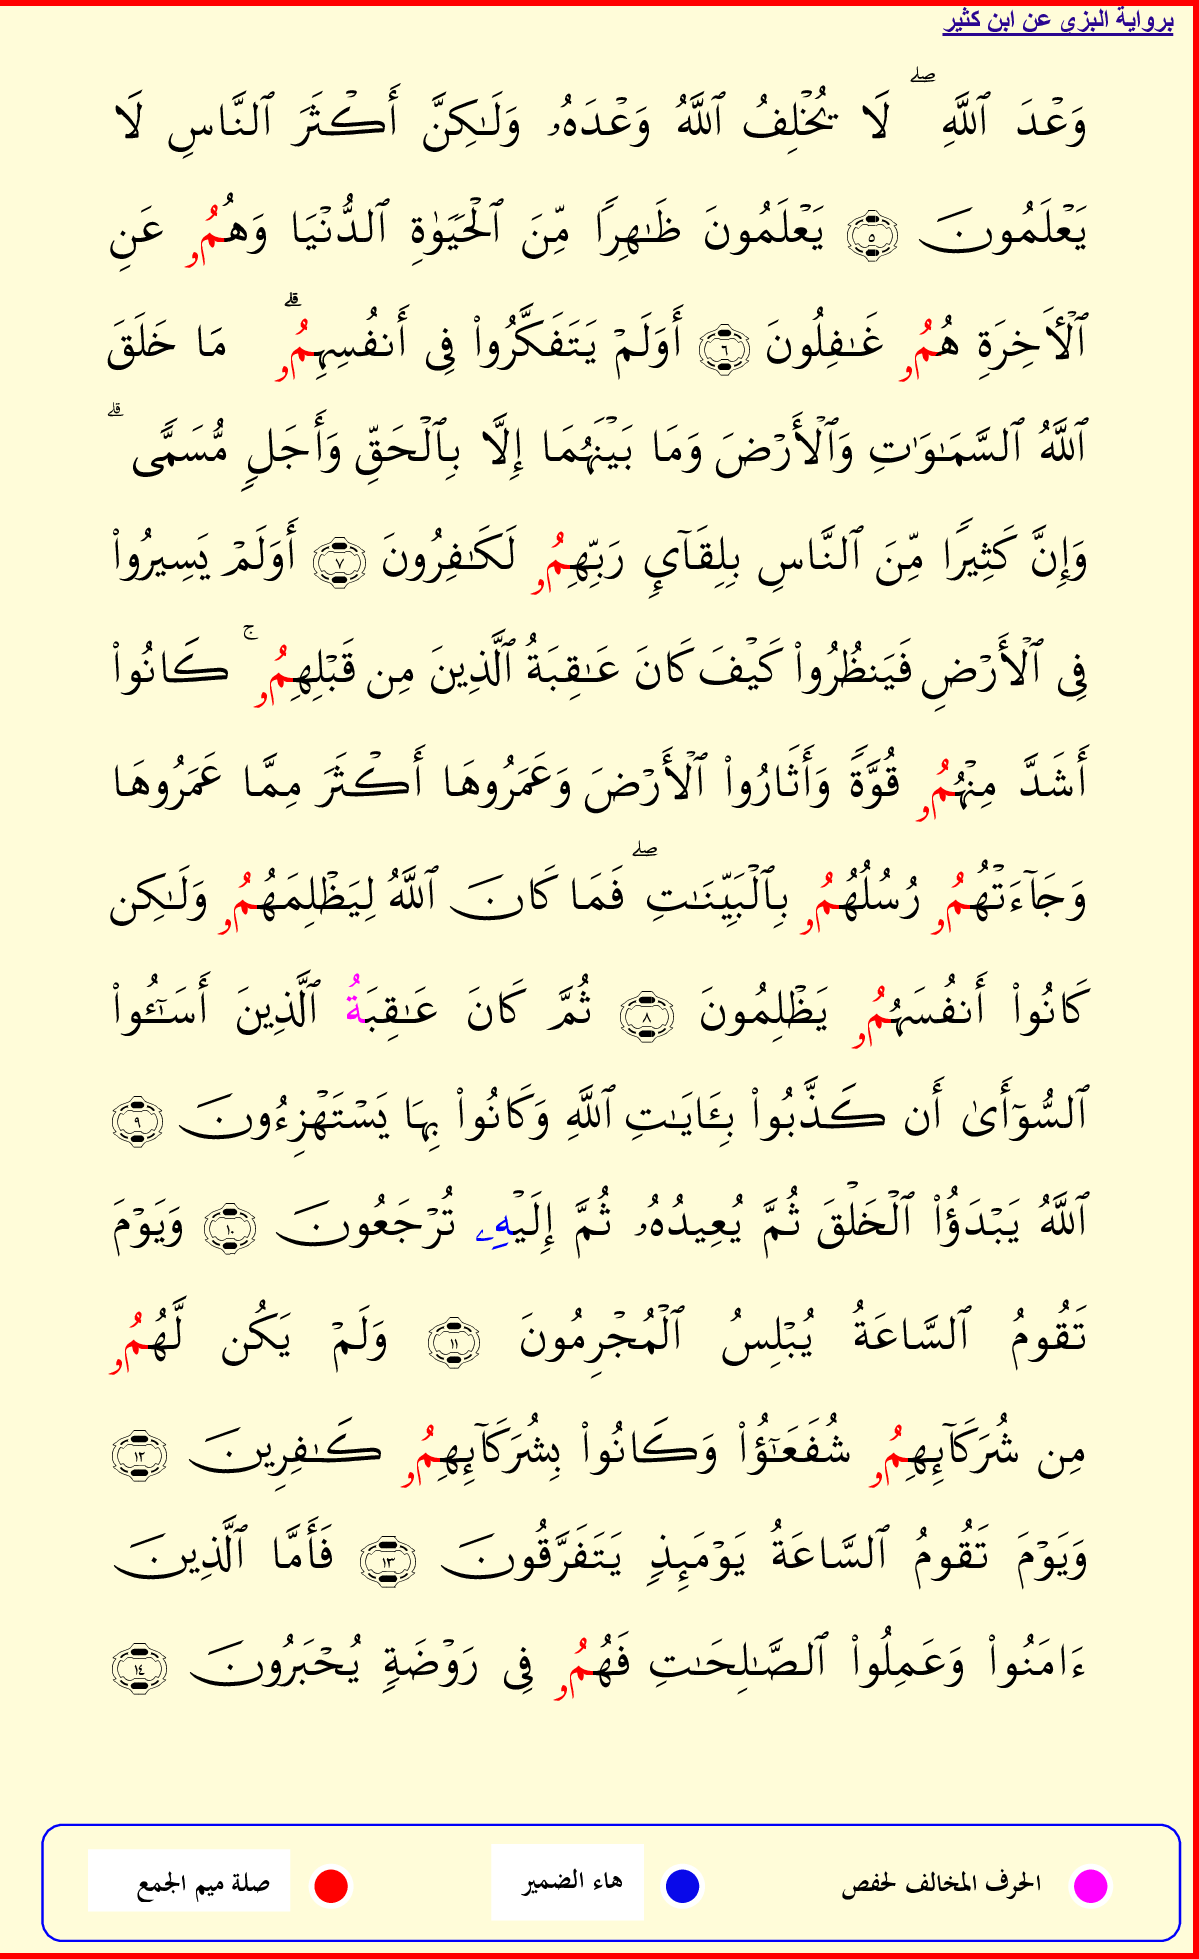 برواية البزي عن ابن كثير
وَعْدَ ٱللَّهِ ۖ لَا يُخْلِفُ ٱللَّهُ وَعْدَهُۥ وَلَـٰكِنَّ أَكْثَرَ ٱلنَّاسِ لَا
يَعْلَمُونَ ٥ يَعْلَمُونَ ظَـٰهِرًا مِّنَ ٱلْحَيَوٰةِ ٱلدُّنْيَا وَهُمُۥ عَنِ
ٱلْأَخِرَةِ هُمُۥ غَـٰفِلُونَ ٦ أَوَلَمْ يَتَفَكَّرُوا۟ فِى أَنفُسِهِمُۥ ۗ مَا خَلَقَ
ٱللَّهُ ٱلسَّمَـٰوَٰتِ وَٱلْأَرْضَ وَمَا بَيْنَهُمَا إِلَّا بِٱلْحَقِّ وَأَجَلٍ مُّسَمًّى ۗ
وَإِنَّ كَثِيرًا مِّنَ ٱلنَّاسِ بِلِقَآئِ رَبِّهِمُۥ لَكَـٰفِرُونَ ٧ أَوَلَمْ يَسِيرُوا۟
فِى ٱلْأَرْضِ فَيَنظُرُوا۟ كَيْفَ كَانَ عَـٰقِبَةُ ٱلَّذِينَ مِن قَبْلِهِمُۥ ۚ كَانُوا۟
أَشَدَّ مِنْهُمُۥ قُوَّةً وَأَثَارُوا۟ ٱلْأَرْضَ وَعَمَرُوهَا أَكْثَرَ مِمَّا عَمَرُوهَا
وَجَآءَتْهُمُۥ رُسُلُهُمُۥ بِٱلْبَيِّنَـٰتِ ۖ فَمَا كَانَ ٱللَّهُ لِيَظْلِمَهُمُۥ وَلَـٰكِن
كَانُوا۟ أَنفُسَهُمُۥ يَظْلِمُونَ ٨ ثُمَّ كَانَ عَـٰقِبَةُ ٱلَّذِينَ أَسَـٰٓـُٔوا۟
ٱلسُّوٓأَىٰ أَن كَذَّبُوا۟ بِـَٔايَـٰتِ ٱللَّهِ وَكَانُوا۟ بِهَا يَسْتَهْزِءُونَ ٩
ٱللَّهُ يَبْدَؤُا۟ ٱلْخَلْقَ ثُمَّ يُعِيدُهُۥ ثُمَّ إِلَيْهِۦ تُرْجَعُونَ ١٠ وَيَوْمَ
تَقُومُ ٱلسَّاعَةُ يُبْلِسُ ٱلْمُجْرِمُونَ ١١ وَلَمْ يَكُن لَّهُمُۥ
مِن شُرَكَآئِهِمُۥ شُفَعَـٰٓؤُا۟ وَكَانُوا۟ بِشُرَكَآئِهِمُۥ كَـٰفِرِينَ ١٢
وَيَوْمَ تَقُومُ ٱلسَّاعَةُ يَوْمَئِذٍ يَتَفَرَّقُونَ ١٣ فَأَمَّا ٱلَّذِينَ
ءَامَنُوا۟ وَعَمِلُوا۟ ٱلصَّـٰلِحَـٰتِ فَهُمُۥ فِى رَوْضَةٍ يُحْبَرُونَ ١٤
الحرف المخالف لحفص
هاء الضمير
صلة ميم الجمع